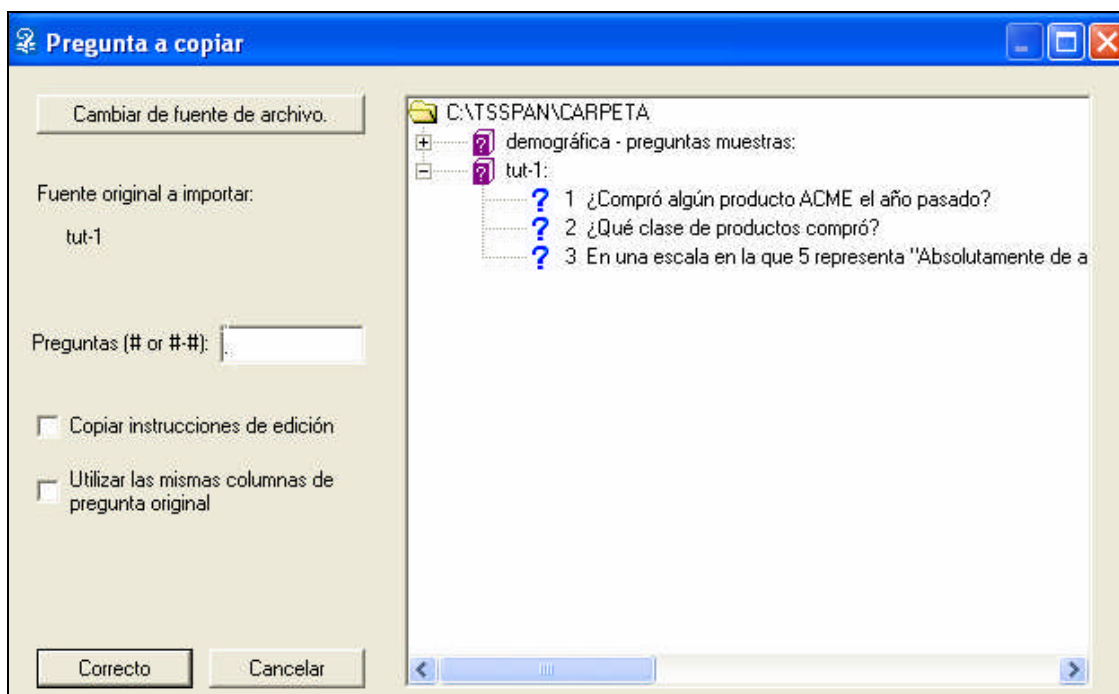 Pregunta a copiar
Cambiar de fuente de archivo.
Fuente original a importar:
tut-1
Preguntas (# or #-#):
.
Copiar instrucciones de edición
Utilizar las mismas columnas de
pregunta original
Correcto
Cancelar
C:\TSSPAN\CARPETA
demográfica - preguntas muestras:
tut-1:
1 ¿Compró algún producto ACME el año pasado?
2 ¿Qué clase de productos compró?
3 En una escala en la que 5 representa "Absolutamente de a